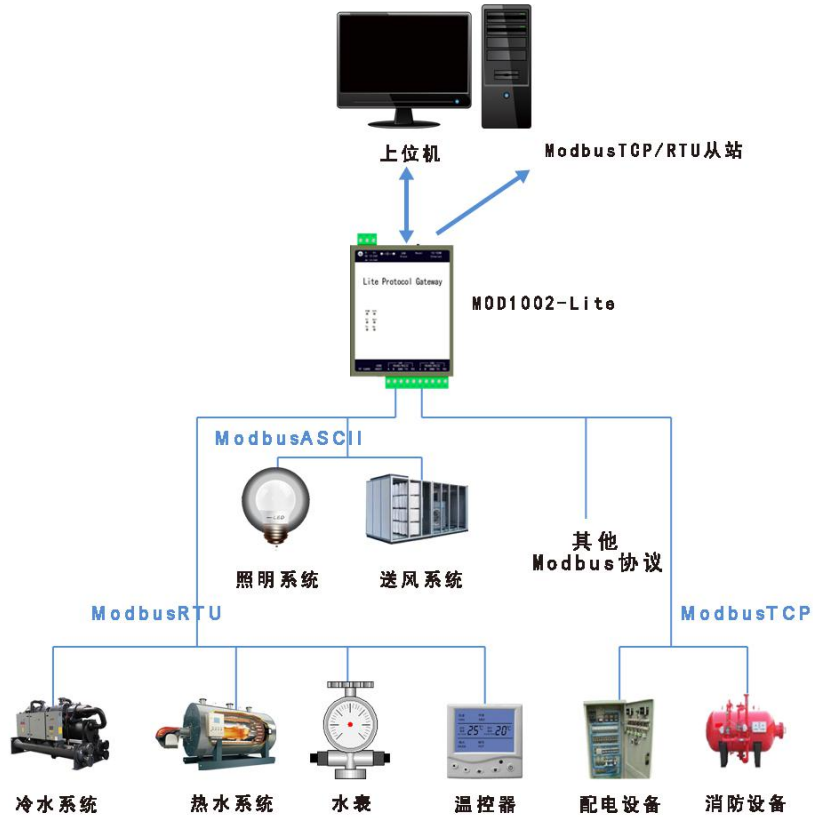 上位机
ModbusTCP/RTU从站
Lite Protocol Gateway
MOD1002-Lite
ModbusASCII
照明系统
送风系统
其他
Modbus协议
ModbusRTU
ModbusTCP
25℃
20℃
冷水系统
热水系统
水表
温控器
配电设备
消防设备